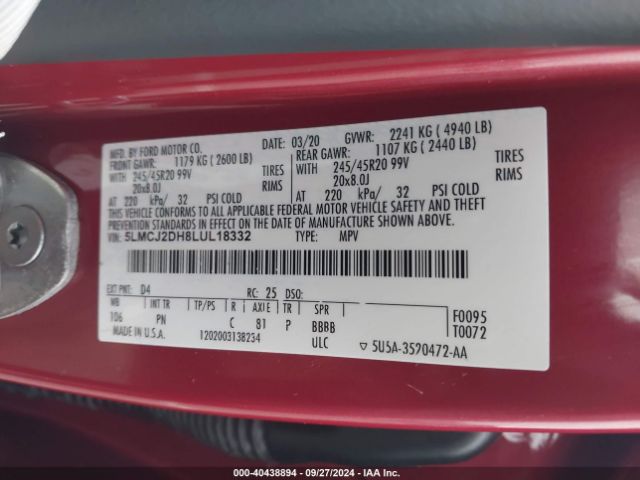 MFD. BY FORD MOTOR CO. DATE: 03/20 GVWR: 2241 KG ( 4940 LB)
FRONT GAWR: 1179 KG ( 2600 LB) REAR GAWR: 1107 KG ( 2440 LB)
WITH 245/45R20 99V TIRES WITH 245/45R20 99V TIRES
20x8.0J RIMS 20x8.0J RIMS
AT 220 kPa/ 32 PSI COLD AT 220 kPa/ 32 PSI COLD
THIS VEHICLE CONFORMS TO ALL APPLICABLE FEDERAL MOTOR VEHICLE SAFETY AND THEFT
PREVENTION STANDARDS IN EFFECT ON THE DATE OF MANUFACTURE SHOWN ABOVE.
VIN: 5LMCJ2DH8LUL18332 TYPE: MPV
EXT PNT: D4 RC: 25 DSO:
WB INT TR TP/PS R AXLE TR SPR F0095
106 PN C 81 P BBBB T0072
MADE IN U.S.A. 1202003138234 ULC ▽ 5U5A-3520472-AA
000-40438894 - 09/27/2024 - IAAI.COM